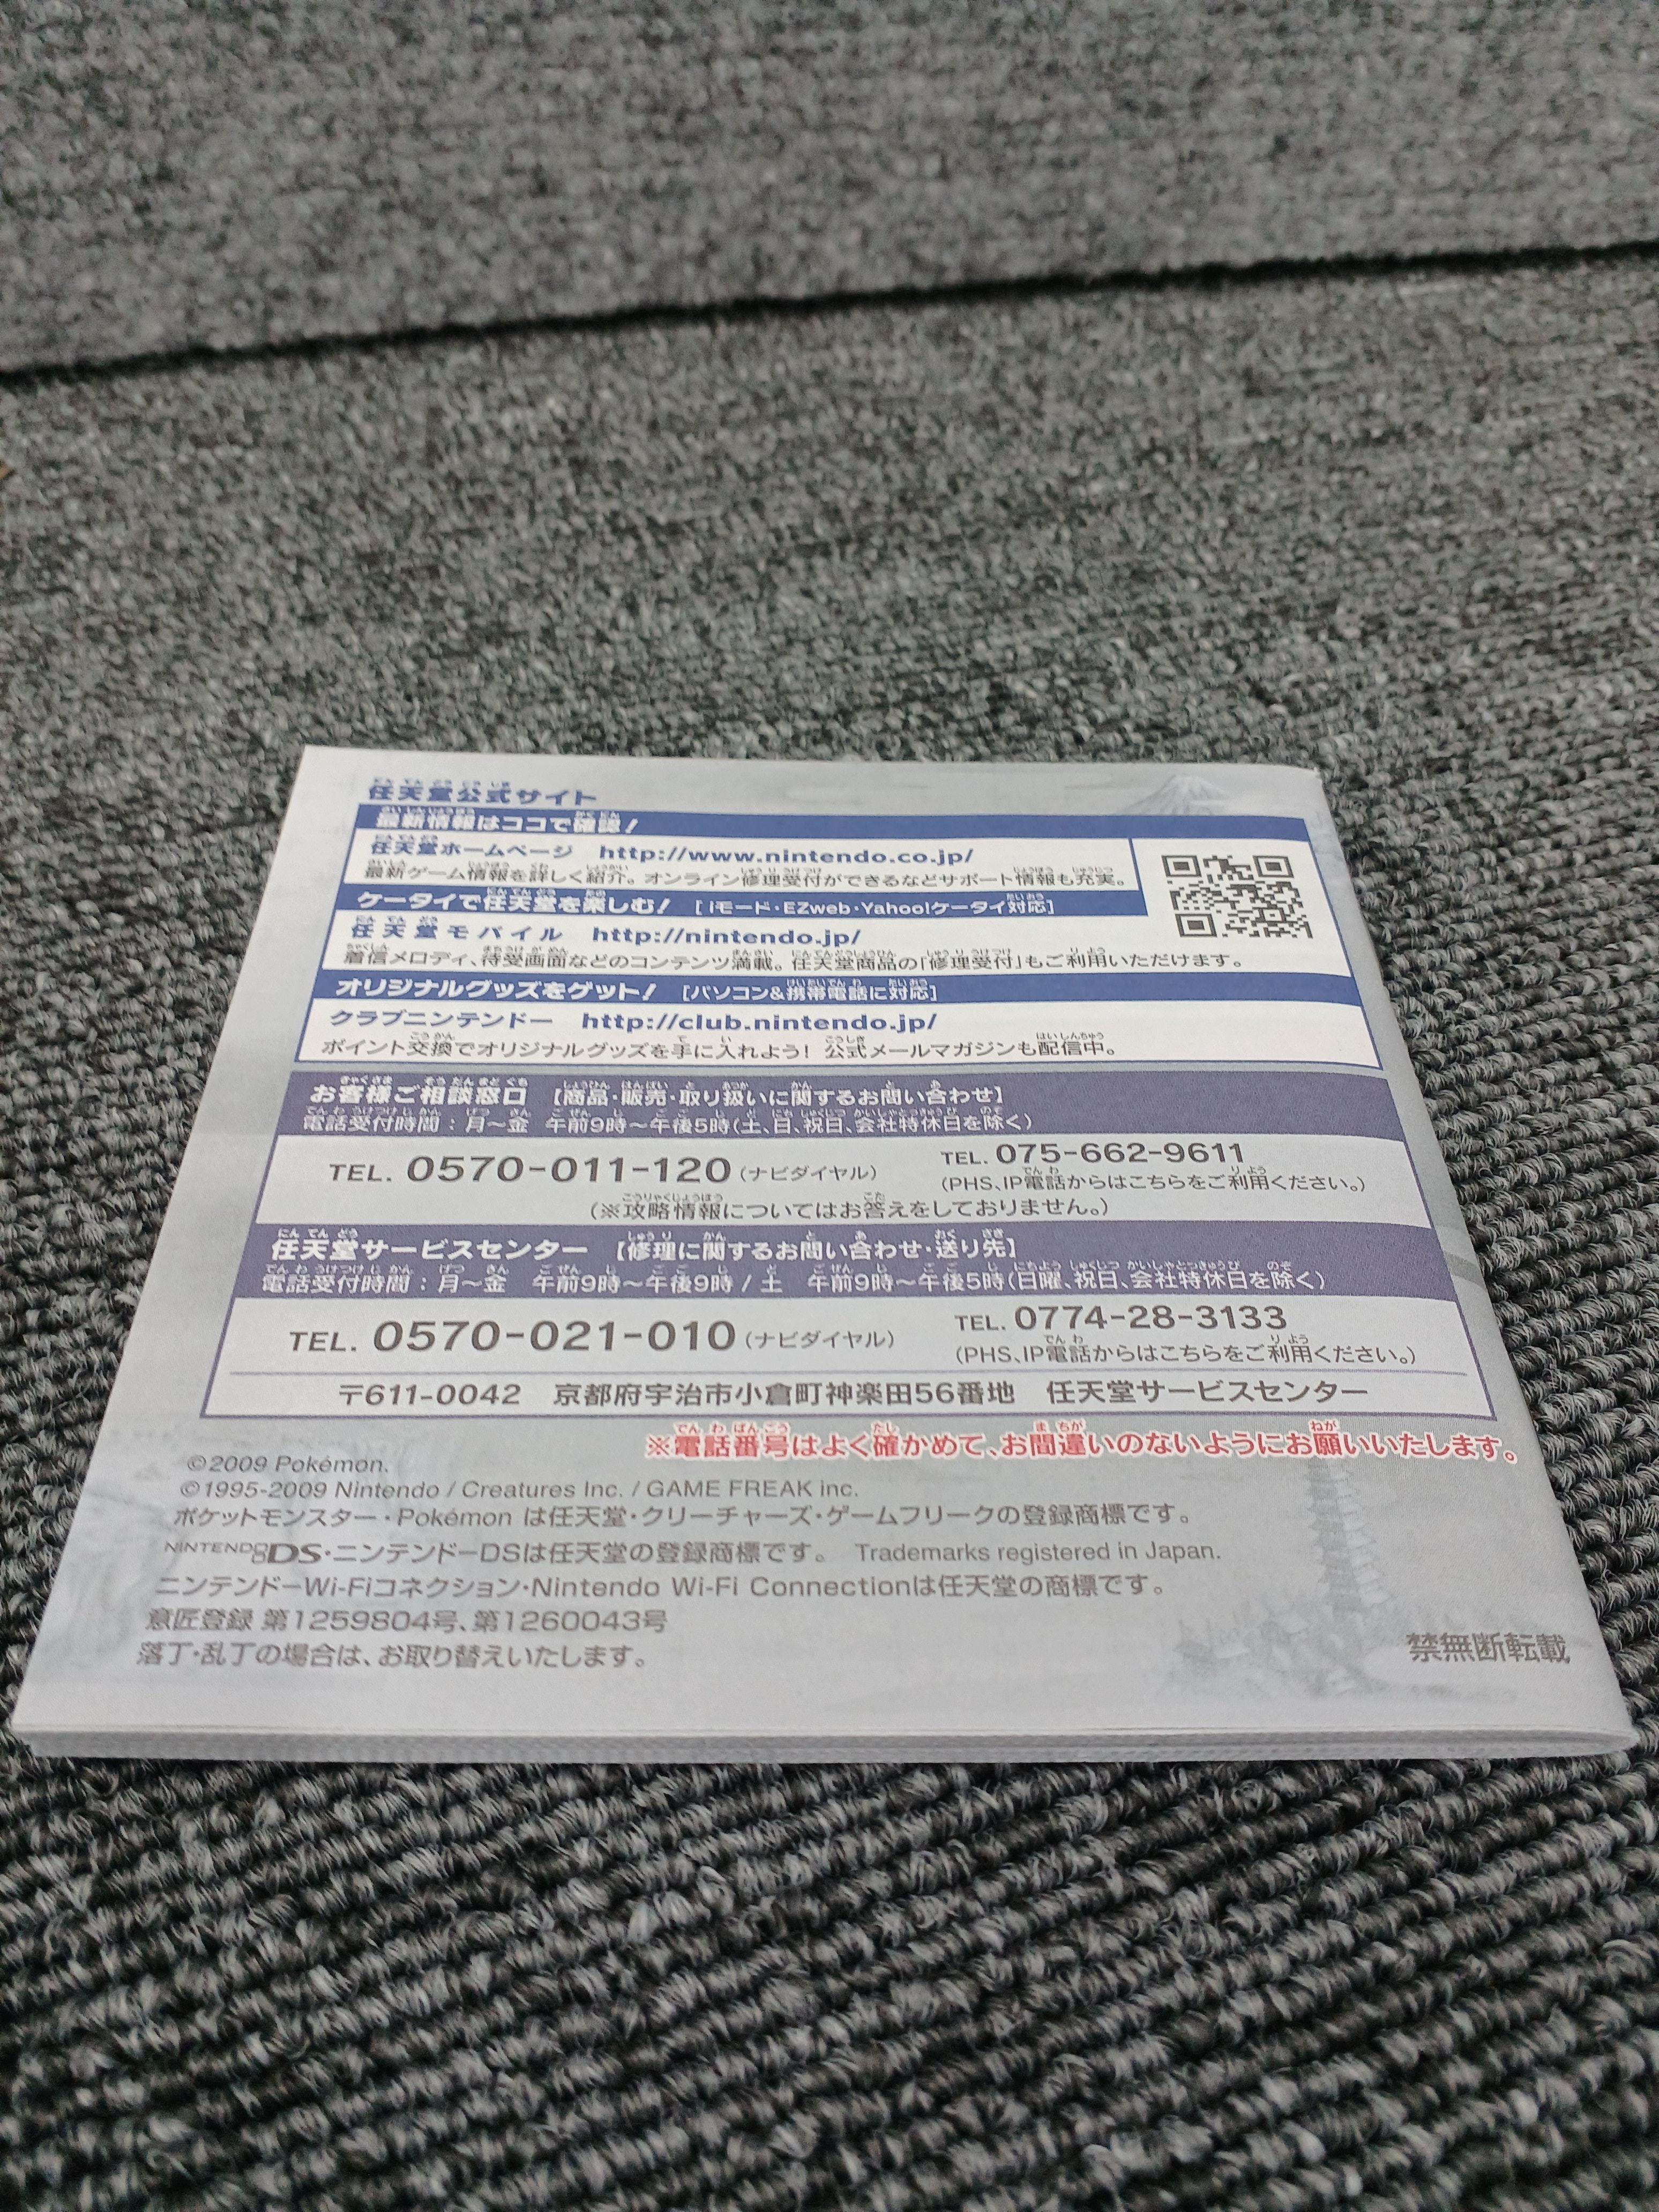 任天堂公式サイト
最新情報はココで確認！
任天堂ホームページ http://www.nintendo.co.jp/
最新ゲーム情報を詳しく紹介。オンライン修理受付ができるなどサポート情報も充実。
ケータイで任天堂を楽しむ！ [iモード・EZweb・Yahoo!ケータイ対応]
任天堂モバイル http://nintendo.jp/
着信メロディ、待受画面などのコンテンツ満載。任天堂商品の「修理受付」もご利用いただけます。
オリジナルグッズをゲット！ [パソコン&携帯電話に対応]
クラブニンテンドー http://club.nintendo.jp/
ポイント交換でオリジナルグッズを手に入れよう！ 公式メールマガジンも配信中。
お客様ご相談窓口 【商品・販売・取り扱いに関するお問い合わせ】
電話受付時間：月～金 午前9時～午後5時(土、日、祝日、会社特休日を除く)
TEL. 0570-011-120 (ナビダイヤル) TEL. 075-662-9611
(PHS、IP電話からはこちらをご利用ください。)
(※攻略情報についてはお答えをしておりません。)
任天堂サービスセンター 【修理に関するお問い合わせ・送り先】
電話受付時間：月～金 午前9時～午後9時 / 土 午前9時～午後5時(日曜、祝日、会社特休日を除く)
TEL. 0570-021-010 (ナビダイヤル) TEL. 0774-28-3133
(PHS、IP電話からはこちらをご利用ください。)
〒611-0042 京都府宇治市小倉町神楽田56番地 任天堂サービスセンター
※電話番号はよく確かめて、お間違いのないようにお願いいたします。
©2009 Pokémon.
©1995-2009 Nintendo / Creatures Inc. / GAME FREAK inc.
ポケットモンスター・Pokémon は任天堂・クリーチャーズ・ゲームフリークの登録商標です。
NINTENDO DS・ニンテンドーDSは任天堂の登録商標です。 Trademarks registered in Japan.
ニンテンドーWi-Fiコネクション・Nintendo Wi-Fi Connectionは任天堂の商標です。
意匠登録 第1259804号、第1260043号
落丁・乱丁の場合は、お取り替えいたします。
禁無断転載